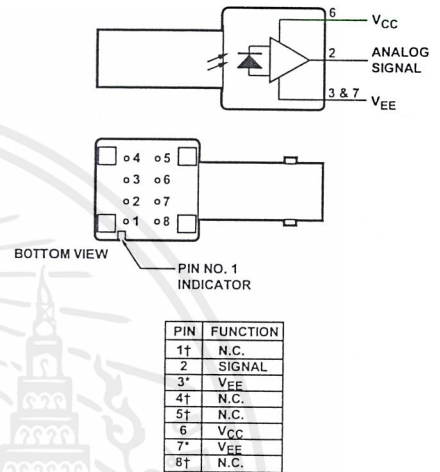 6
VCC
2
ANALOG
SIGNAL
3 & 7
VEE
4 5
3 6
2 7
1 8
BOTTOM VIEW
PIN NO. 1
INDICATOR
PIN FUNCTION
1† N.C.
2 SIGNAL
3* VEE
4† N.C.
5† N.C.
6 VCC
7* VEE
8† N.C.